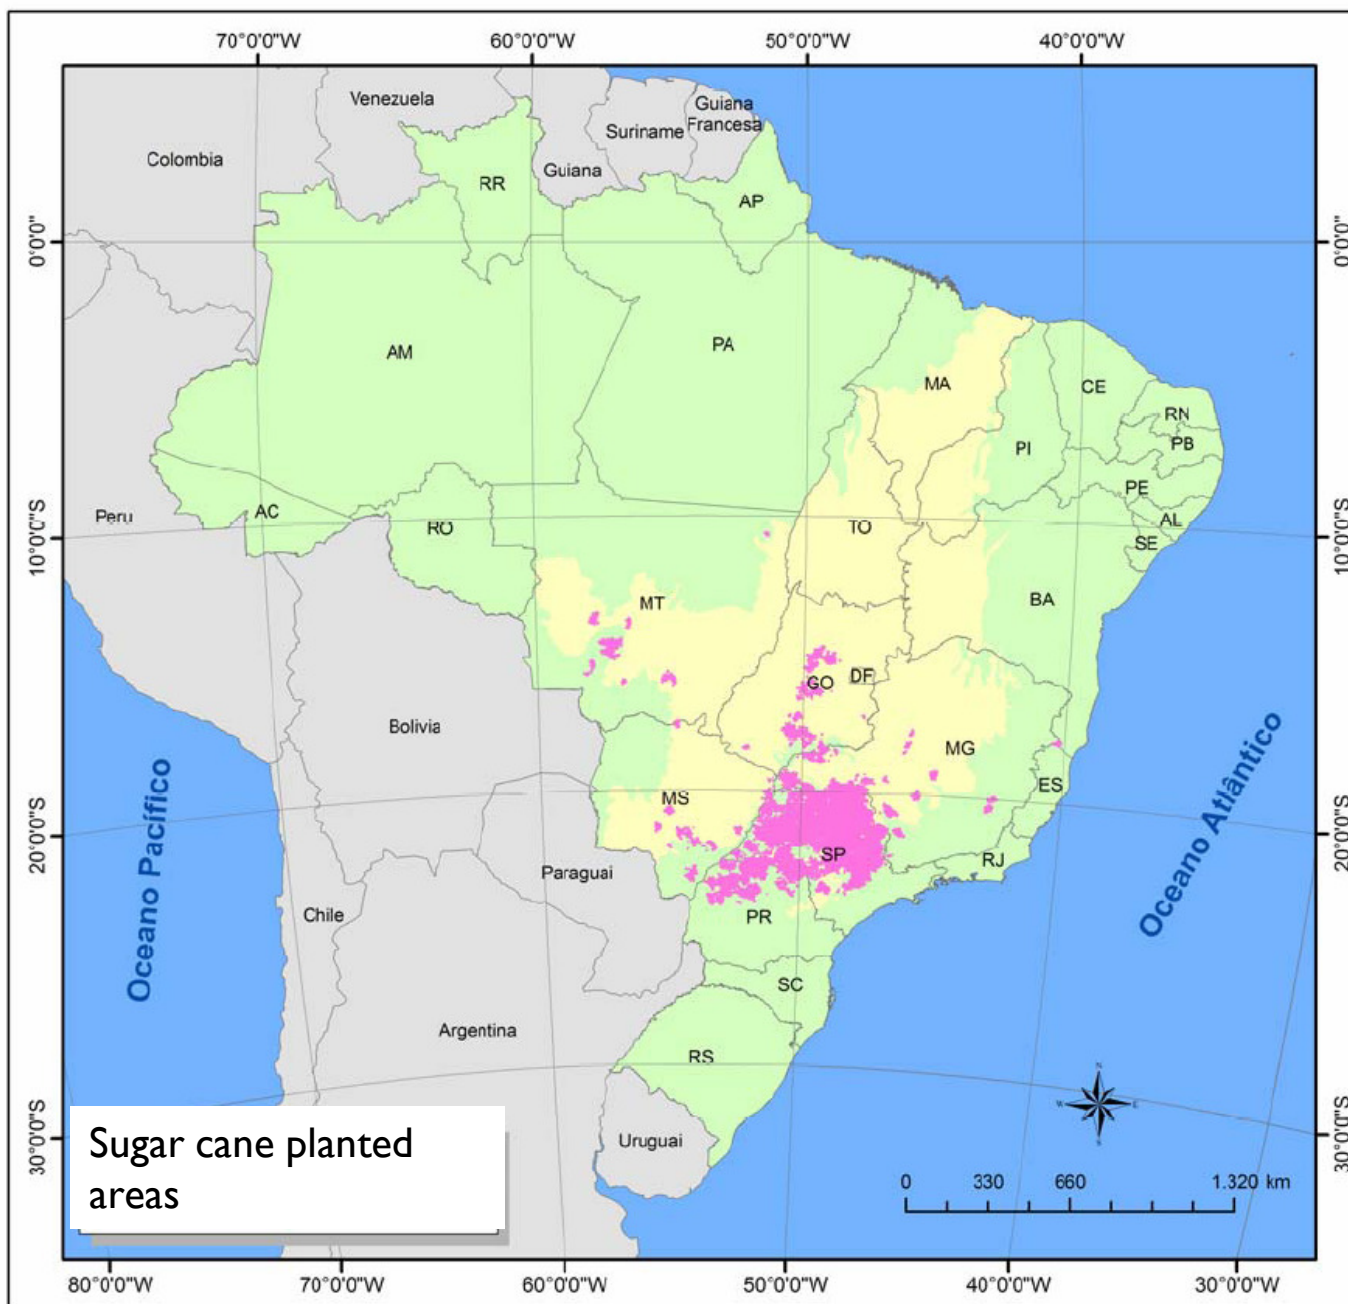 70°0'0"W 60°0'0"W 50°0'0"W 40°0'0"W
Venezuela
Guiana
Francesa
Suriname
Colombia
Guiana
RR
AP
0°0'0"
0°0'0"
AM
PA
MA
CE
RN
PB
PI
PE
AC
RO
TO
AL
SE
Peru
10°0'0"S
10°0'0"S
MT
BA
GO
DF
Bolivia
MG
ES
MS
20°0'0"S
20°0'0"S
SP
RJ
Paraguai
Oceano Pacífico
Oceano Atlântico
Chile
PR
SC
Argentina
RS
N
W E
S
Uruguai
30°0'0"S
30°0'0"S
Sugar cane planted
areas
0 330 660 1.320 km
80°0'0"W 70°0'0"W 60°0'0"W 50°0'0"W 40°0'0"W 30°0'0"W